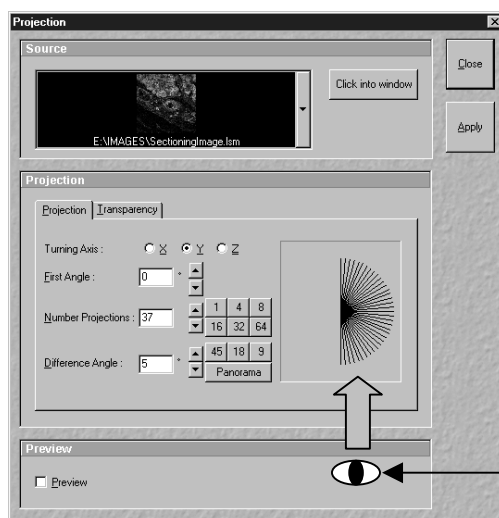 Projection
Source
E:\IMAGES\SectioningImage.lsm
Click into window
Close
Apply
Projection
Projection Transparency
Turning Axis : X Y Z
First Angle : 0 °
Number Projections : 37 1 4 8
16 32 64
Difference Angle : 5 ° 45 18 9
Panorama
Preview
Preview